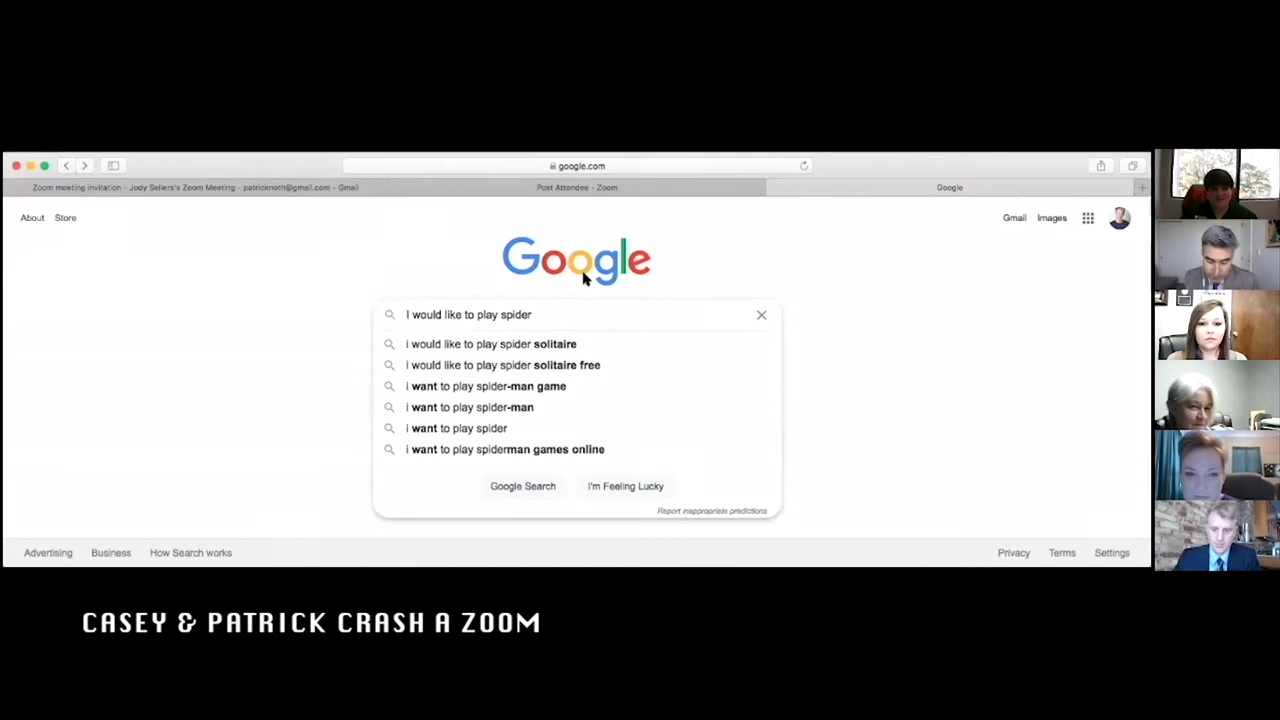 google.com
Zoom meeting invitation - Jody Sellers's Zoom Meeting - patricknoth@gmail.com - Gmail
Post Attendee - Zoom
Google
About Store
Gmail Images
Google
I would like to play spider
i would like to play spider solitaire
i would like to play spider solitaire free
i want to play spider-man game
i want to play spider-man
i want to play spider
i want to play spiderman games online
Google Search I'm Feeling Lucky
Report inappropriate predictions
Advertising Business How Search works
Privacy Terms Settings
CASEY & PATRICK CRASH A ZOOM